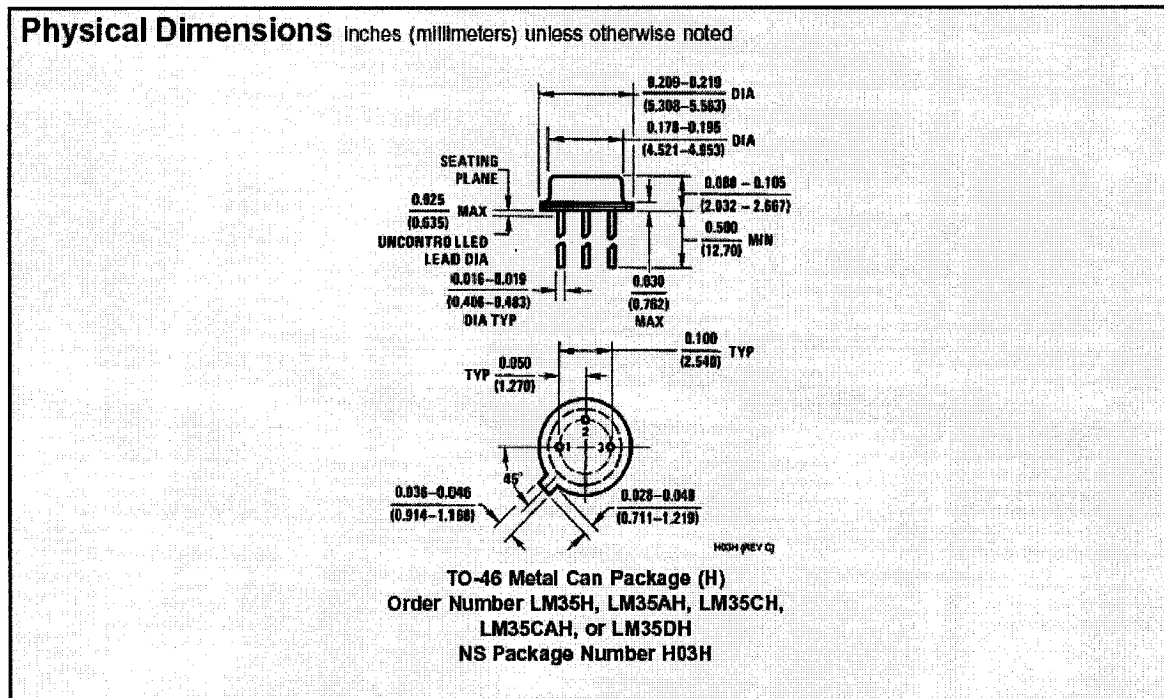 Physical Dimensions inches (millimeters) unless otherwise noted
0.209–0.219
(5.308–5.563)
DIA
0.178–0.195
(4.521–4.953)
DIA
SEATING
PLANE
0.025
(0.635)
MAX
0.080 – 0.105
(2.032 – 2.667)
0.500
(12.70)
MIN
UNCONTROLLED
LEAD DIA
0.016–0.019
(0.406–0.483)
DIA TYP
0.030
(0.762)
MAX
0.100
(2.540)
TYP
TYP
0.050
(1.270)
2
1
3
45°
0.036–0.046
(0.914–1.168)
0.028–0.048
(0.711–1.219)
H03H (REV C)
TO-46 Metal Can Package (H)
Order Number LM35H, LM35AH, LM35CH,
LM35CAH, or LM35DH
NS Package Number H03H